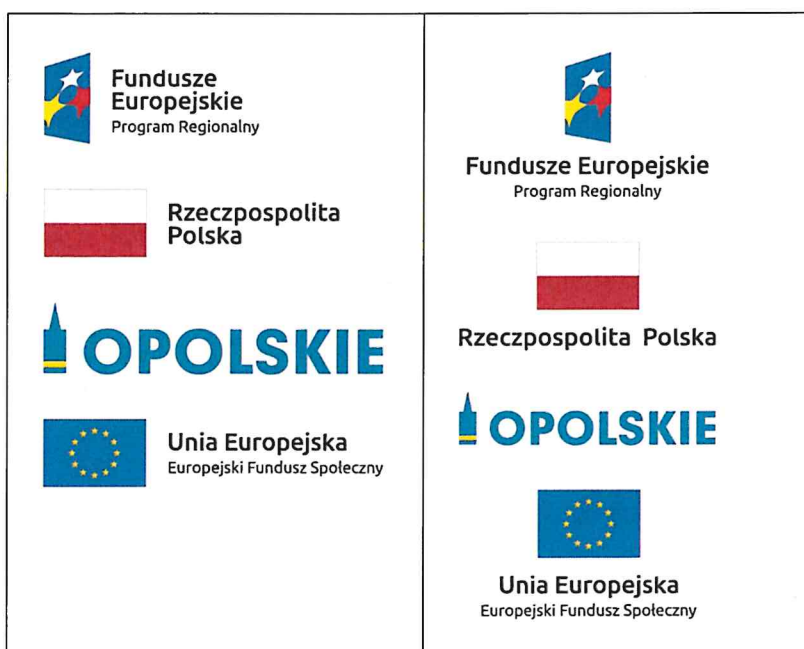 Fundusze
Europejskie
Program Regionalny
Rzeczpospolita
Polska
OPOLSKIE
Unia Europejska
Europejski Fundusz Społeczny
Fundusze Europejskie
Program Regionalny
Rzeczpospolita Polska
OPOLSKIE
Unia Europejska
Europejski Fundusz Społeczny